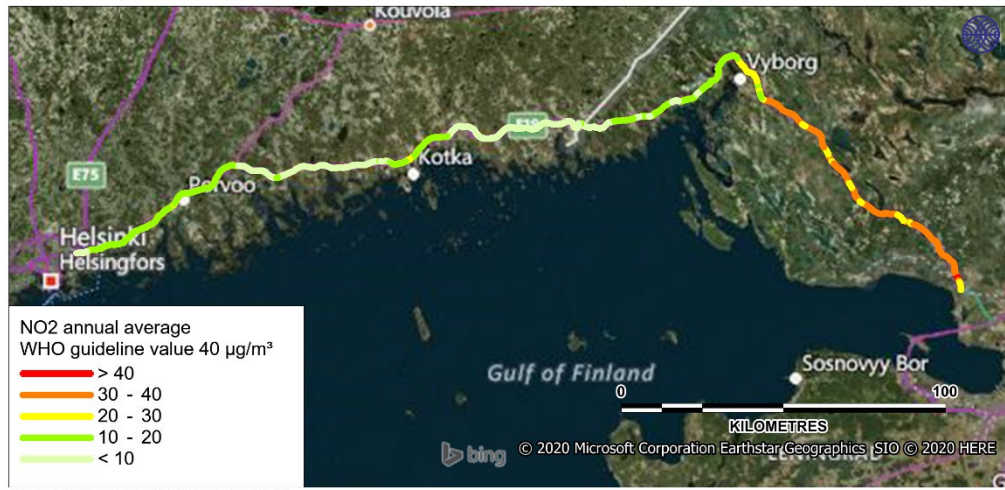 Kouvola
Vyborg
E18
E75
Kotka
Porvoo
Helsinki
Helsingfors
NO2 annual average
WHO guideline value 40 µg/m³
> 40
30 - 40
20 - 30
10 - 20
< 10
Gulf of Finland
Sosnovyy Bor
0 100
KILOMETRES
bing
© 2020 Microsoft Corporation Earthstar Geographics SIO © 2020 HERE
LENINGRAD